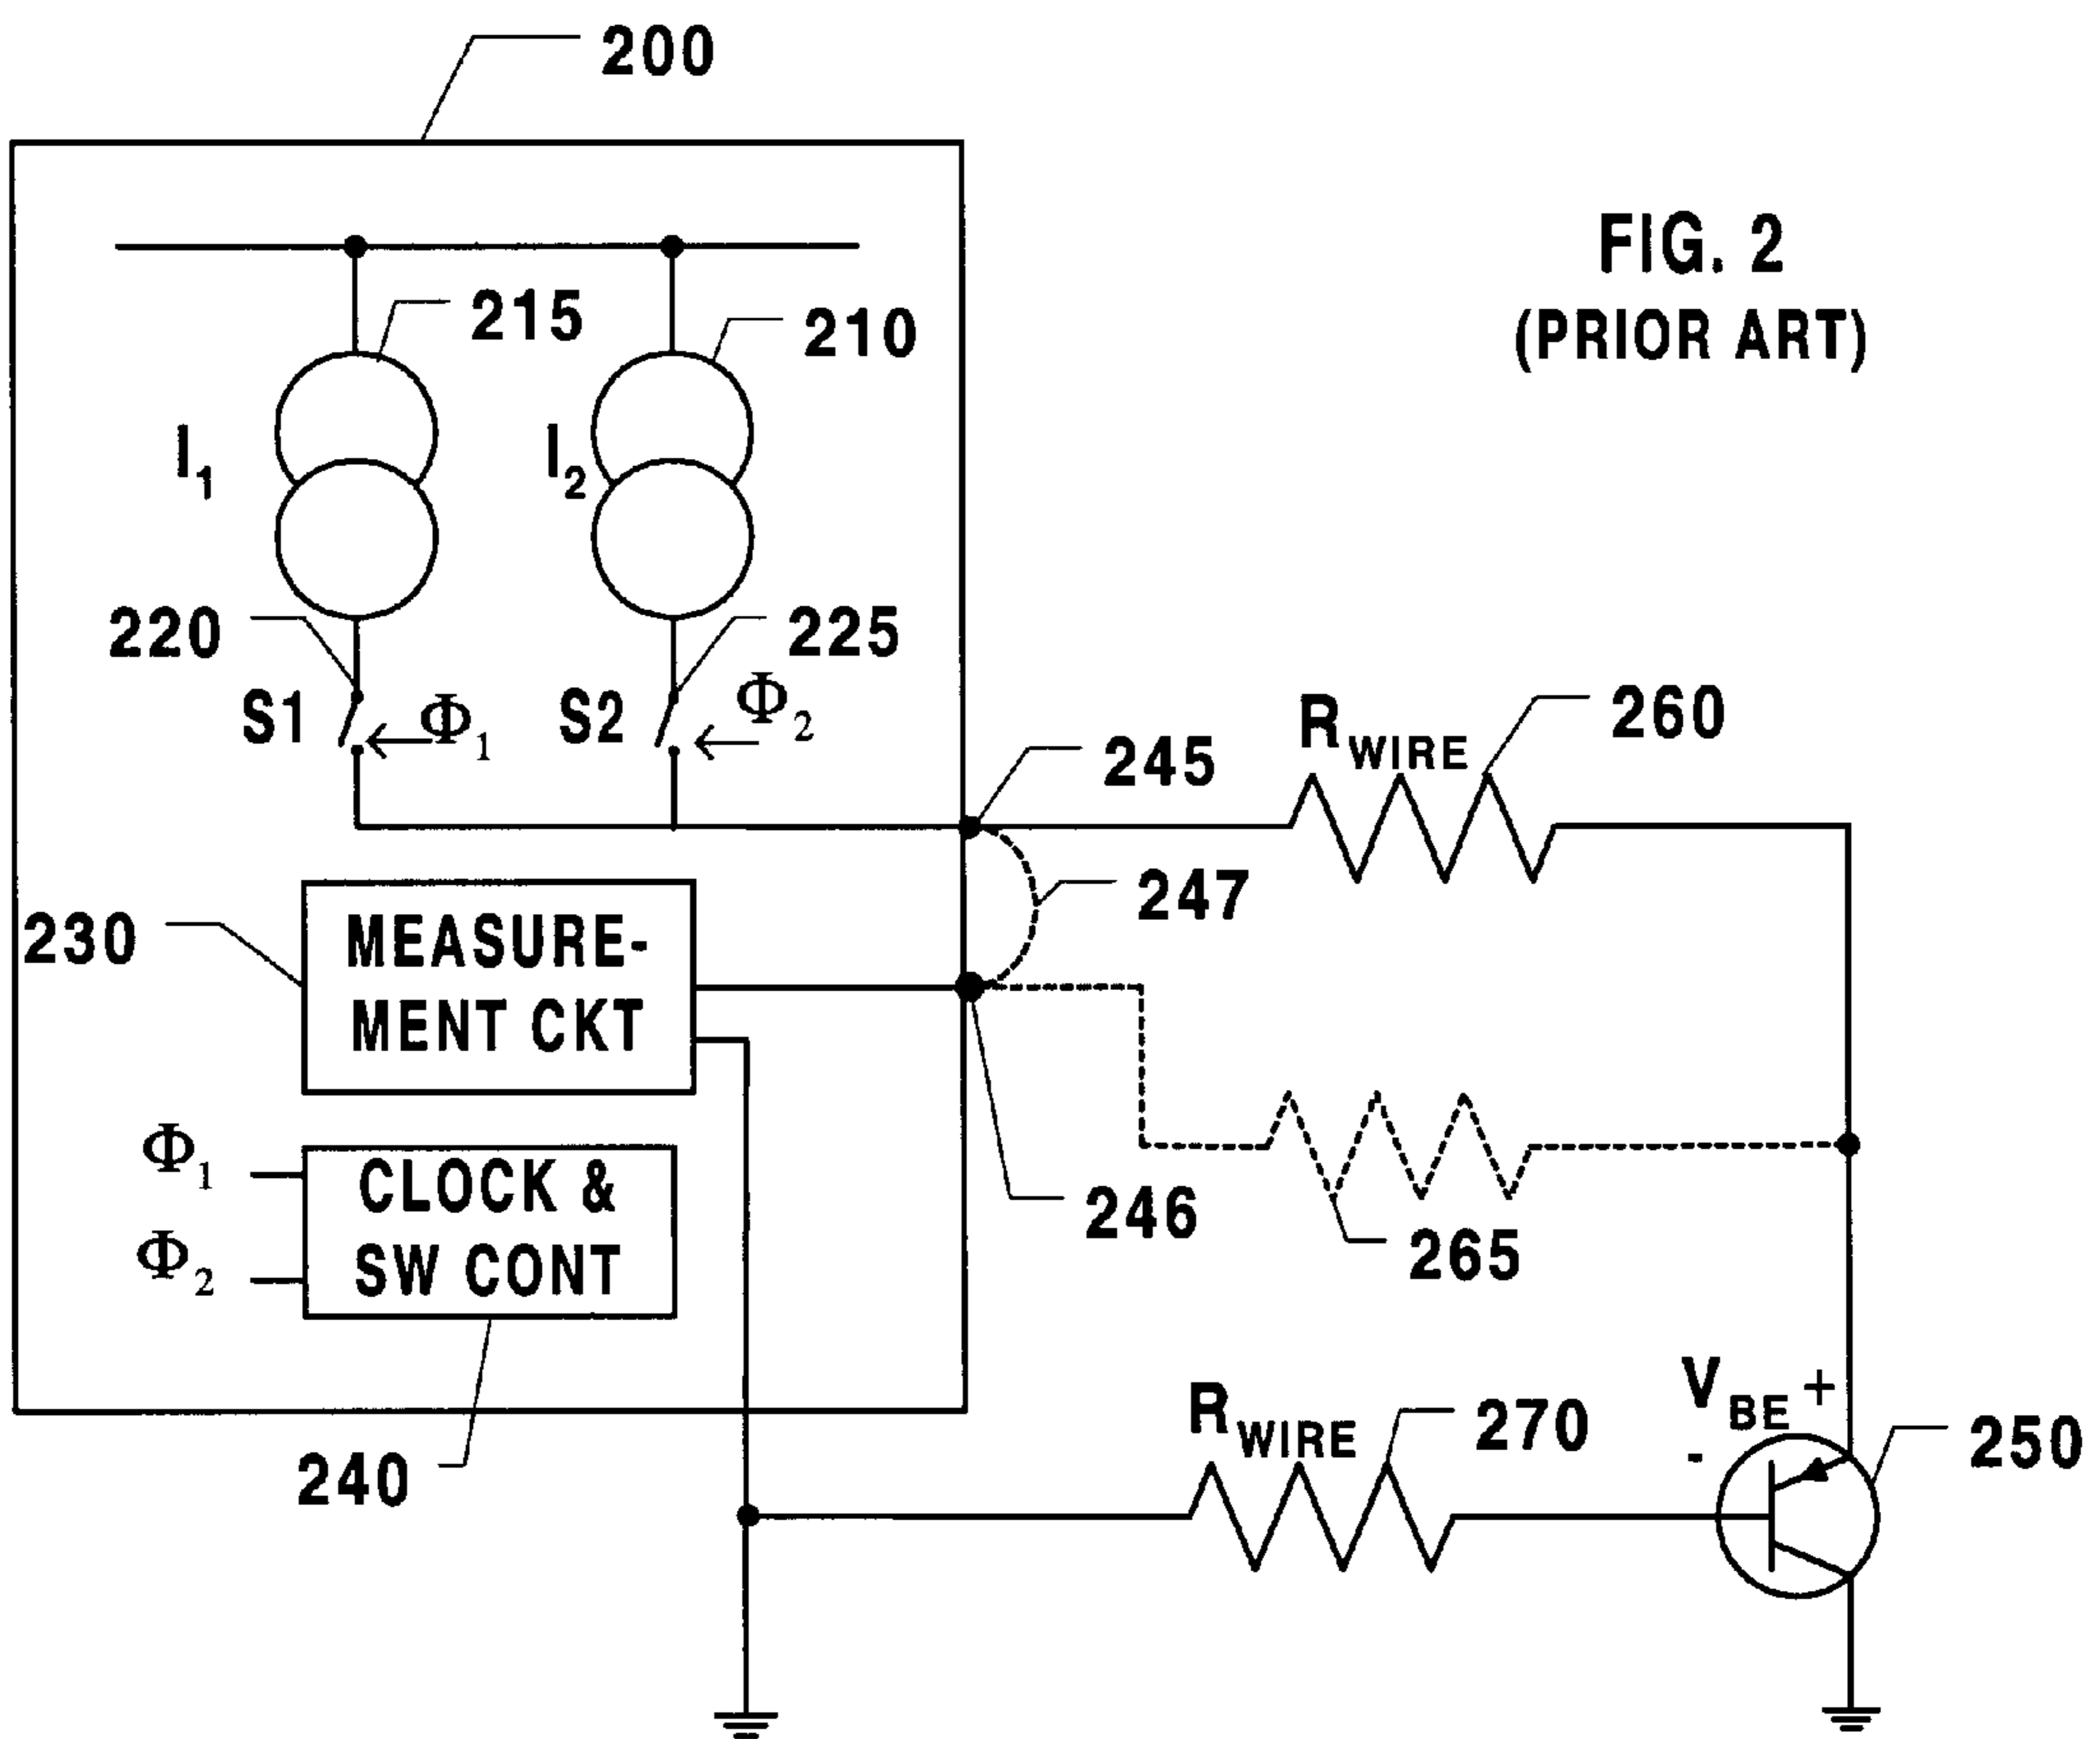 200
FIG. 2
(PRIOR ART)
215
210
I1
I2
220
225
S1
Φ1
S2
Φ2
RWIRE
260
245
247
230
MEASURE-
MENT CKT
246
265
Φ1
Φ2
CLOCK &
SW CONT
240
RWIRE
270
VBE +
-
250